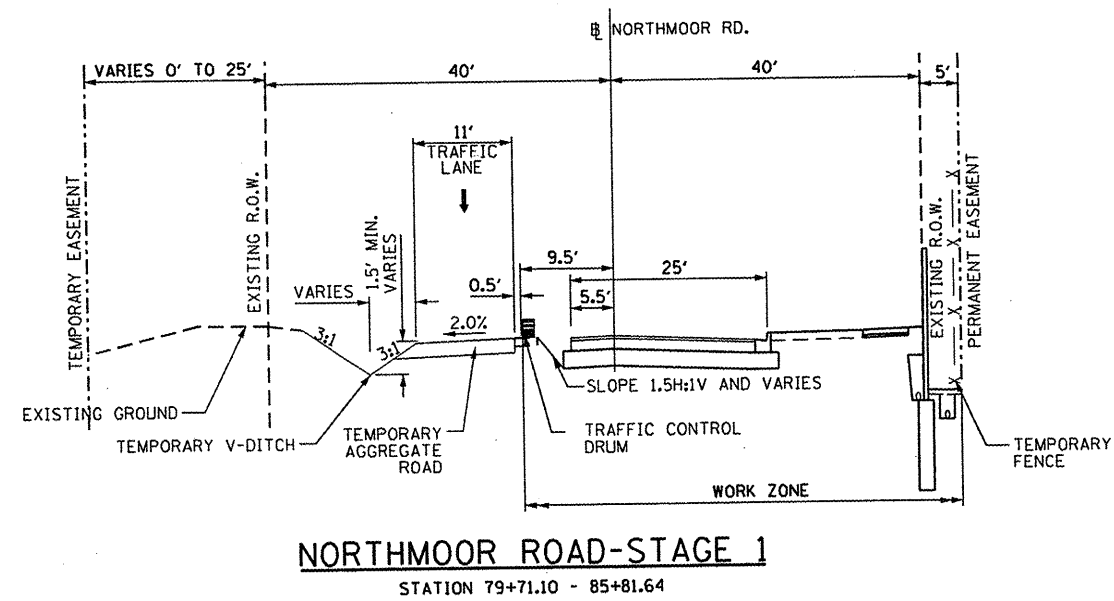 ℄ NORTHMOOR RD.
VARIES 0' TO 25'
40'
40'
5'
11'
TRAFFIC
LANE
TEMPORARY EASEMENT
EXISTING R.O.W.
1.5' MIN.
VARIES
VARIES
0.5'
9.5'
25'
5.5'
2.0%
3:1
3:1
EXISTING R.O.W.
X X X X
PERMANENT EASEMENT
SLOPE 1.5H:1V AND VARIES
EXISTING GROUND
TEMPORARY V-DITCH
TEMPORARY
AGGREGATE
ROAD
TRAFFIC CONTROL
DRUM
TEMPORARY
FENCE
WORK ZONE
NORTHMOOR ROAD-STAGE 1
STATION 79+71.10 - 85+81.64